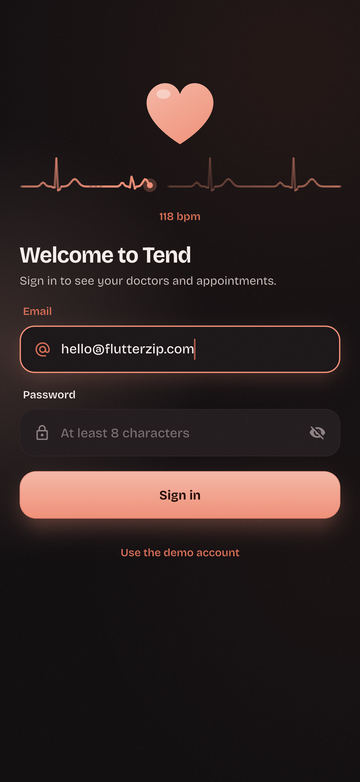 118 bpm
Welcome to Tend
Sign in to see your doctors and appointments.
Email
hello@flutterzip.com
Password
At least 8 characters
Sign in
Use the demo account